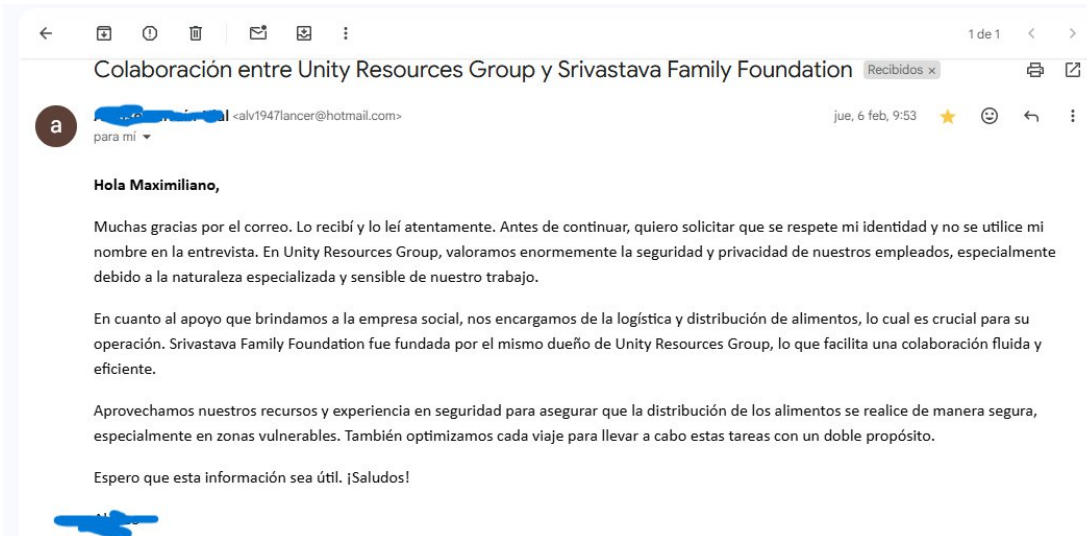 1 de 1
Colaboración entre Unity Resources Group y Srivastava Family Foundation Recibidos x
a
<alv1947lancer@hotmail.com>
jue, 6 feb, 9:53
para mí
Hola Maximiliano,
Muchas gracias por el correo. Lo recibí y lo leí atentamente. Antes de continuar, quiero solicitar que se respete mi identidad y no se utilice mi
nombre en la entrevista. En Unity Resources Group, valoramos enormemente la seguridad y privacidad de nuestros empleados, especialmente
debido a la naturaleza especializada y sensible de nuestro trabajo.
En cuanto al apoyo que brindamos a la empresa social, nos encargamos de la logística y distribución de alimentos, lo cual es crucial para su
operación. Srivastava Family Foundation fue fundada por el mismo dueño de Unity Resources Group, lo que facilita una colaboración fluida y
eficiente.
Aprovechamos nuestros recursos y experiencia en seguridad para asegurar que la distribución de los alimentos se realice de manera segura,
especialmente en zonas vulnerables. También optimizamos cada viaje para llevar a cabo estas tareas con un doble propósito.
Espero que esta información sea útil. ¡Saludos!